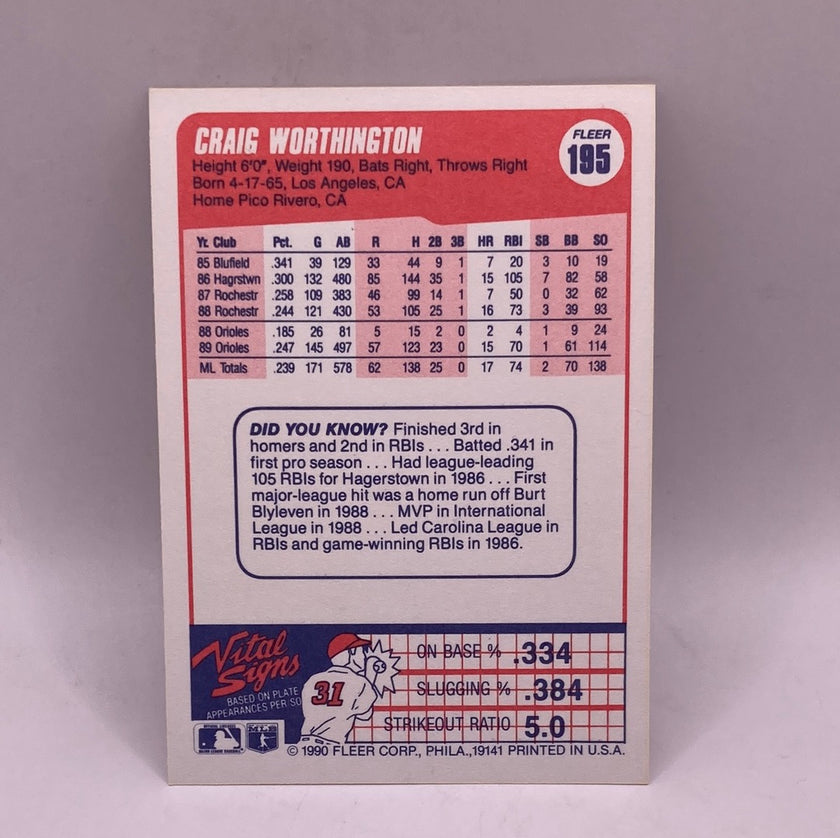 CRAIG WORTHINGTON
FLEER
195
Height 6'0", Weight 190, Bats Right, Throws Right
Born 4-17-65, Los Angeles, CA
Home Pico Rivero, CA
Yr. Club Pct. G AB R H 2B 3B HR RBI SB BB SO
85 Blufield .341 39 129 33 44 9 1 7 20 3 10 19
86 Hagrstwn .300 132 480 85 144 35 1 15 105 7 82 58
87 Rochestr .258 109 383 46 99 14 1 7 50 0 32 62
88 Rochestr .244 121 430 53 105 25 1 16 73 3 39 93
88 Orioles .185 26 81 5 15 2 0 2 4 1 9 24
89 Orioles .247 145 497 57 123 23 0 15 70 1 61 114
ML Totals .239 171 578 62 138 25 0 17 74 2 70 138
DID YOU KNOW? Finished 3rd in
homers and 2nd in RBIs . . . Batted .341 in
first pro season . . . Had league-leading
105 RBIs for Hagerstown in 1986 . . . First
major-league hit was a home run off Burt
Blyleven in 1988 . . . MVP in International
League in 1988 . . . Led Carolina League in
RBIs and game-winning RBIs in 1986.
Vital
Signs
BASED ON PLATE
APPEARANCES PER/SO
31
ON BASE % .334
SLUGGING % .384
STRIKEOUT RATIO 5.0
MLB
© 1990 FLEER CORP., PHILA., 19141 PRINTED IN U.S.A.